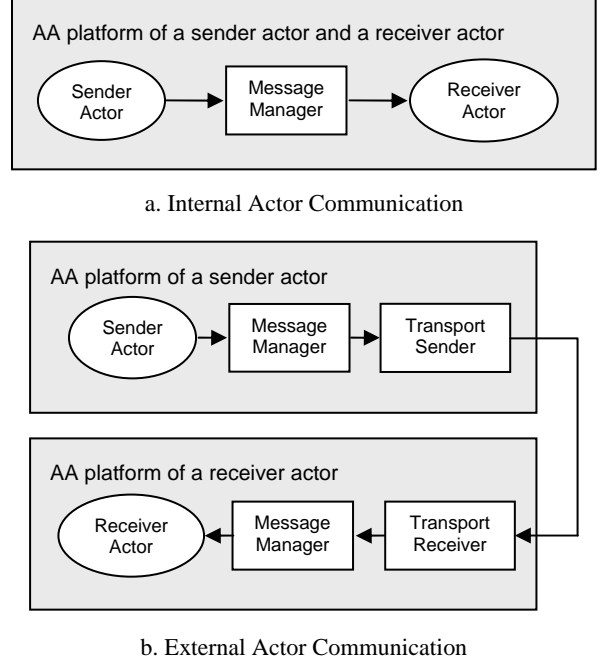 AA platform of a sender actor and a receiver actor
Sender
Actor
Message
Manager
Receiver
Actor
a. Internal Actor Communication
AA platform of a sender actor
Sender
Actor
Message
Manager
Transport
Sender
AA platform of a receiver actor
Receiver
Actor
Message
Manager
Transport
Receiver
b. External Actor Communication